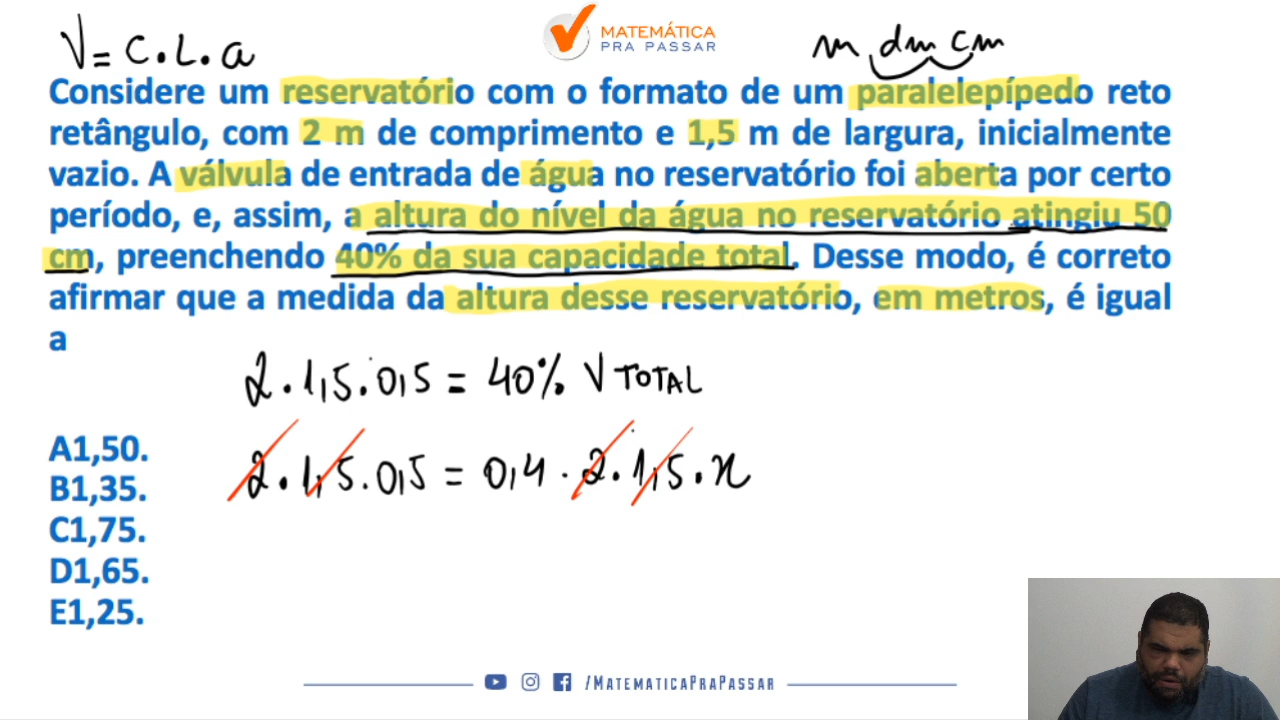 V = C.L.a
MATEMÁTICA
PRA PASSAR
m dm cm
Considere um reservatório com o formato de um paralelepípedo reto
retângulo, com 2 m de comprimento e 1,5 m de largura, inicialmente
vazio. A válvula de entrada de água no reservatório foi aberta por certo
período, e, assim, a altura do nível da água no reservatório atingiu 50
cm, preenchendo 40% da sua capacidade total. Desse modo, é correto
afirmar que a medida da altura desse reservatório, em metros, é igual
a
2.1,5.0,5 = 40% V TOTAL
2.1,5.0,5 = 0,4.2.1,5.x
A1,50.
B1,35.
C1,75.
D1,65.
E1,25.
/MATEMATICAPRAPASSAR